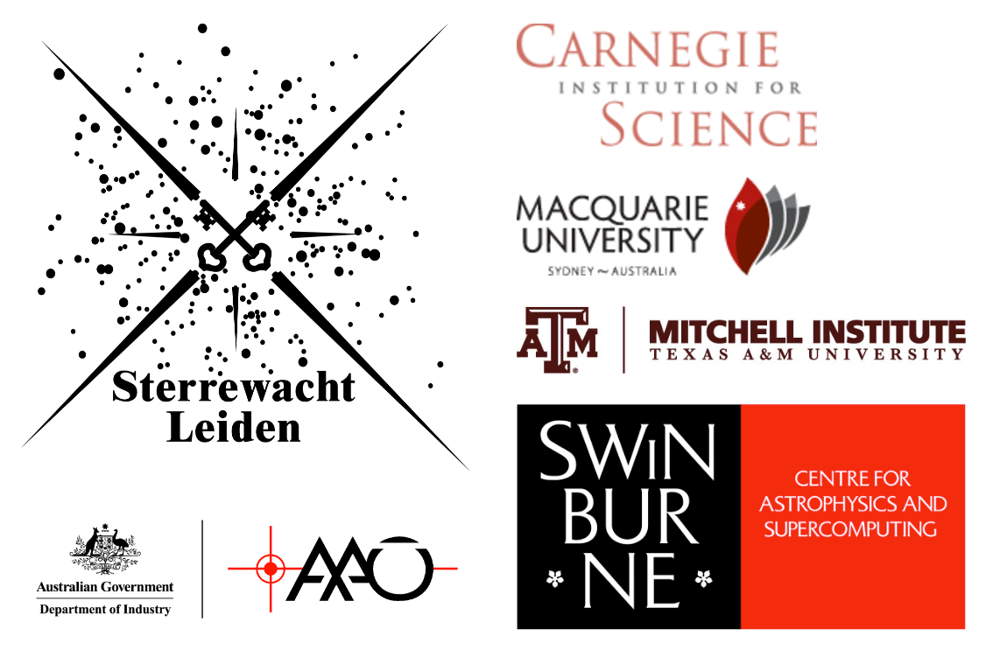 Sterrewacht
Leiden
Australian Government
Department of Industry
AAO
CARNEGIE
INSTITUTION FOR
SCIENCE
MACQUARIE
UNIVERSITY
SYDNEY ~ AUSTRALIA
ATM ®
MITCHELL INSTITUTE
TEXAS A&M UNIVERSITY
SWiN
BUR
NE
CENTRE FOR
ASTROPHYSICS AND
SUPERCOMPUTING